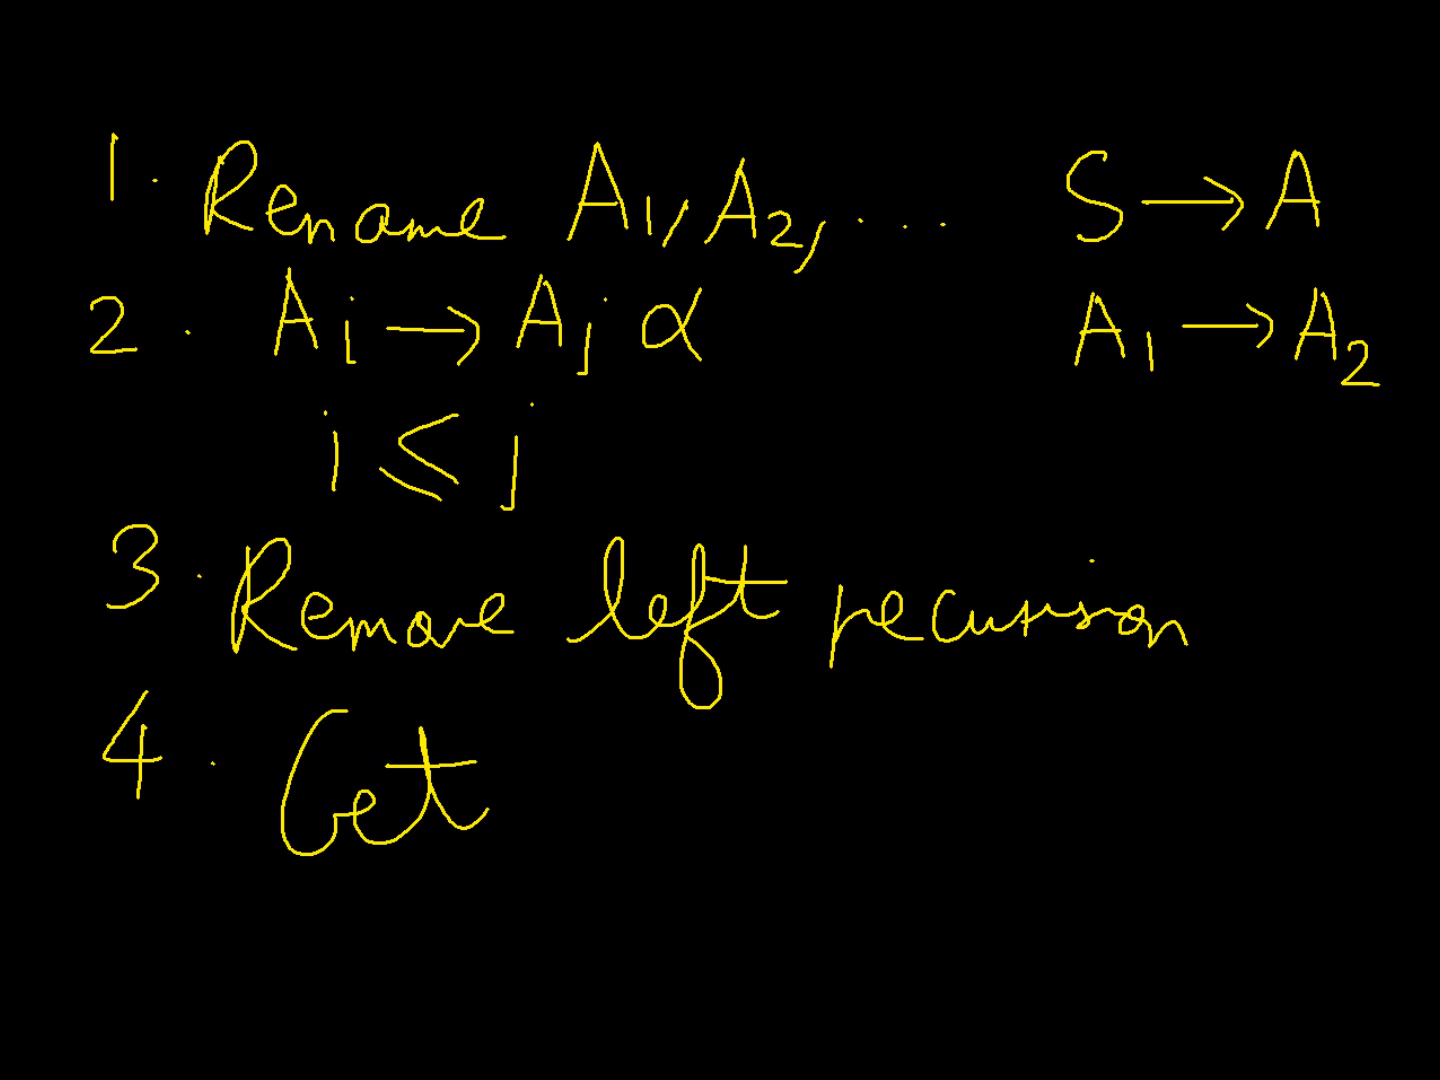 1. Rename A₁, A₂, ... S → A
2. Aᵢ → Aⱼ α A₁ → A₂
i ≤ j
3. Remove left recursion
4. Get